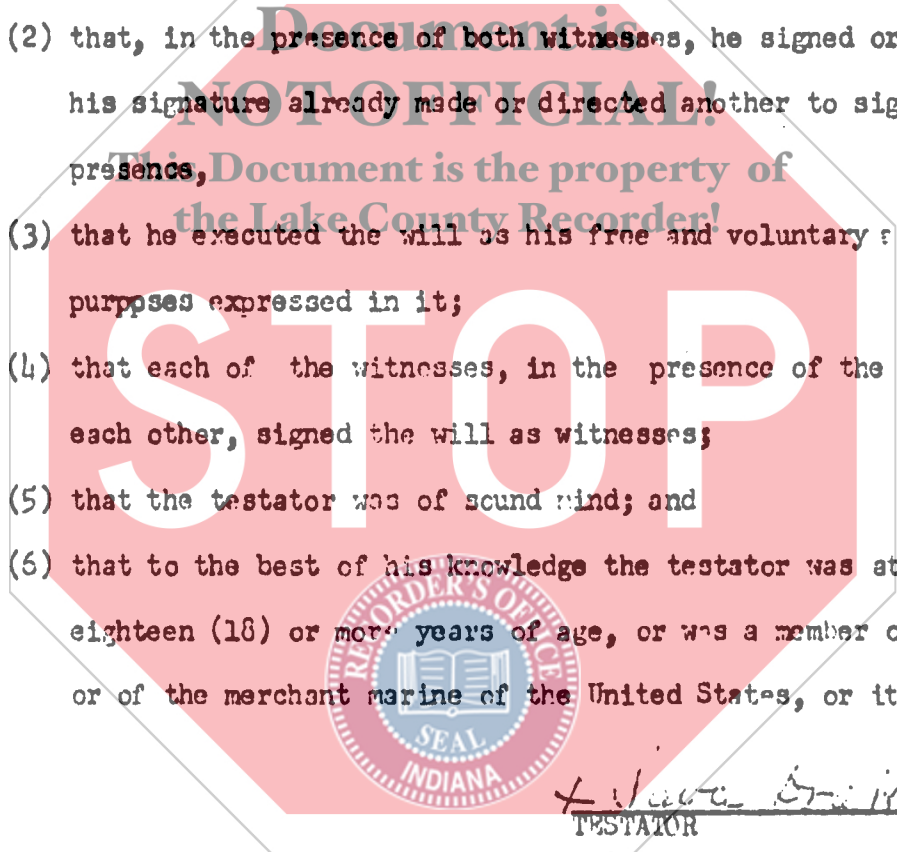 Document is
(2) that, in the presence of both witnesses, he signed or
NOT OFFICIAL!
his signature already made or directed another to sig
This Document is the property of
presence,
the Lake County Recorder!
(3) that he executed the will as his free and voluntary
purposes expressed in it;
STOP
(4) that each of the witnesses, in the presence of the
each other, signed the will as witnesses;
(5) that the testator was of sound mind; and
(6) that to the best of his knowledge the testator was at
RECORDER'S OFFICE
eighteen (18) or more years of age, or was a member o
or of the merchant marine of the United States, or it
SEAL
INDIANA
TESTATOR